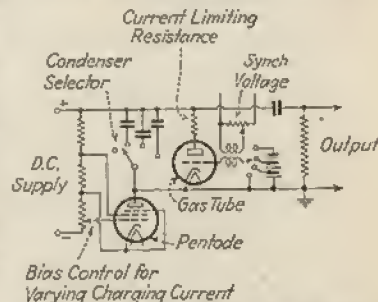 Current Limiting
Resistance
Condenser
Selector
Synch
Voltage
+
D.C.
Supply
Output
Gas Tube
Pentode
Bias Control for
Varying Charging Current